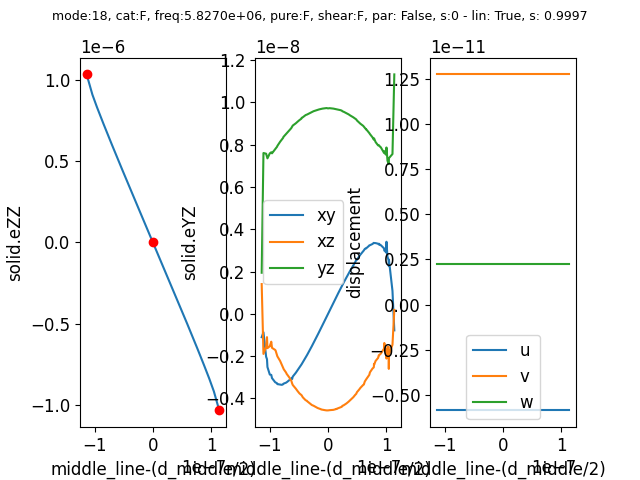 mode:18, cat:F, freq:5.8270e+06, pure:F, shear:F, par: False, s:0 - lin: True, s: 0.9997
1e−6
1.0
0.5
0.0
−0.5
−1.0
−1
0
1
1e−7
solid.eZZ
middle_line-(d_middle/2)
1e−8
1.2
1.0
0.8
0.6
0.4
0.2
0.0
−0.2
−0.4
−1
0
1
1e−7
solid.eYZ
xy
xz
yz
middle_line-(d_middle/2)
1e−11
1.25
1.00
0.75
0.50
0.25
0.00
−0.25
−0.50
−1
0
1
1e−7
displacement
u
v
w
middle_line-(d_middle/2)